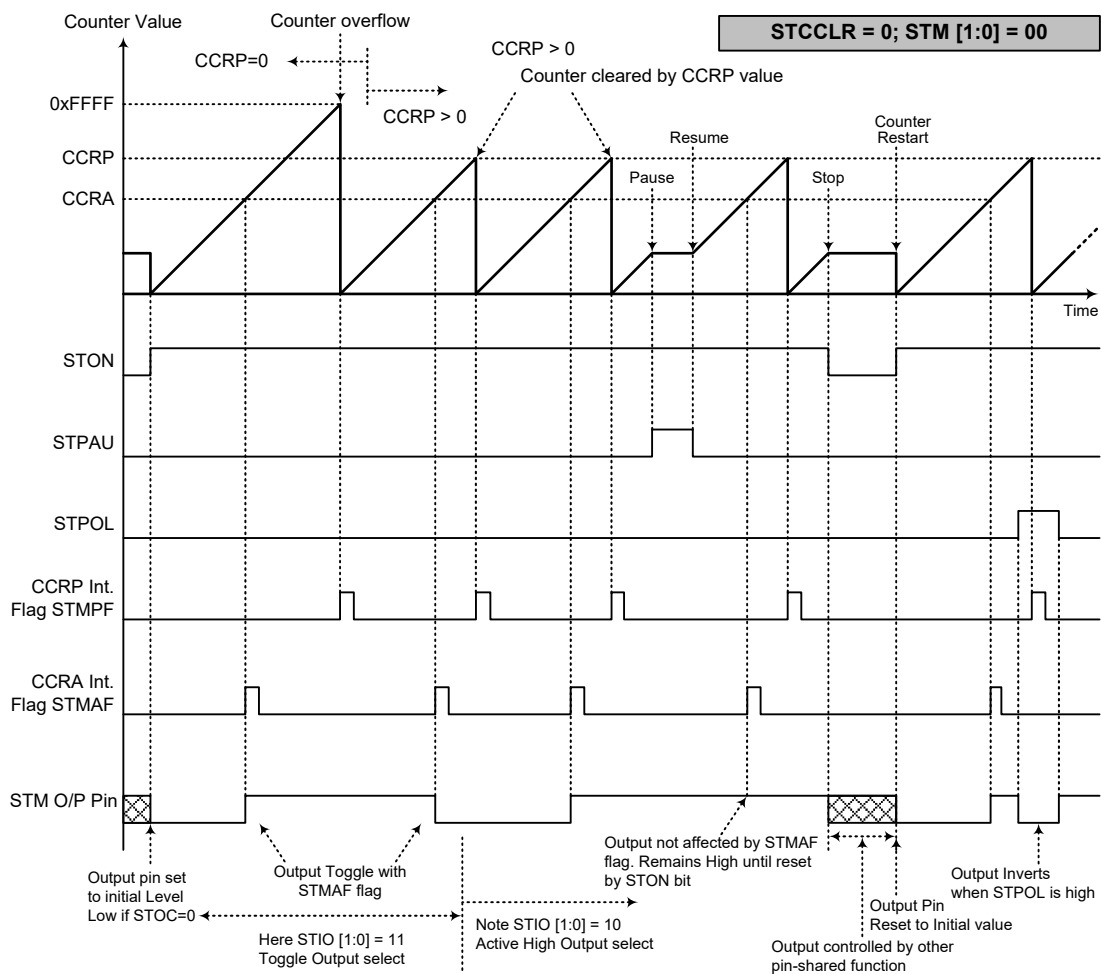 Counter Value
Counter overflow
STCCLR = 0; STM [1:0] = 00
CCRP=0
CCRP > 0
CCRP > 0
Counter cleared by CCRP value
0xFFFF
CCRP
CCRA
Pause
Resume
Stop
Counter
Restart
Time
STON
STPAU
STPOL
CCRP Int.
Flag STMPF
CCRA Int.
Flag STMAF
STM O/P Pin
Output pin set
to initial Level
Low if STOC=0
Output Toggle with
STMAF flag
Here STIO [1:0] = 11
Toggle Output select
Output not affected by STMAF
flag. Remains High until reset
by STON bit
Note STIO [1:0] = 10
Active High Output select
Output Inverts
when STPOL is high
Output Pin
Reset to Initial value
Output controlled by other
pin-shared function